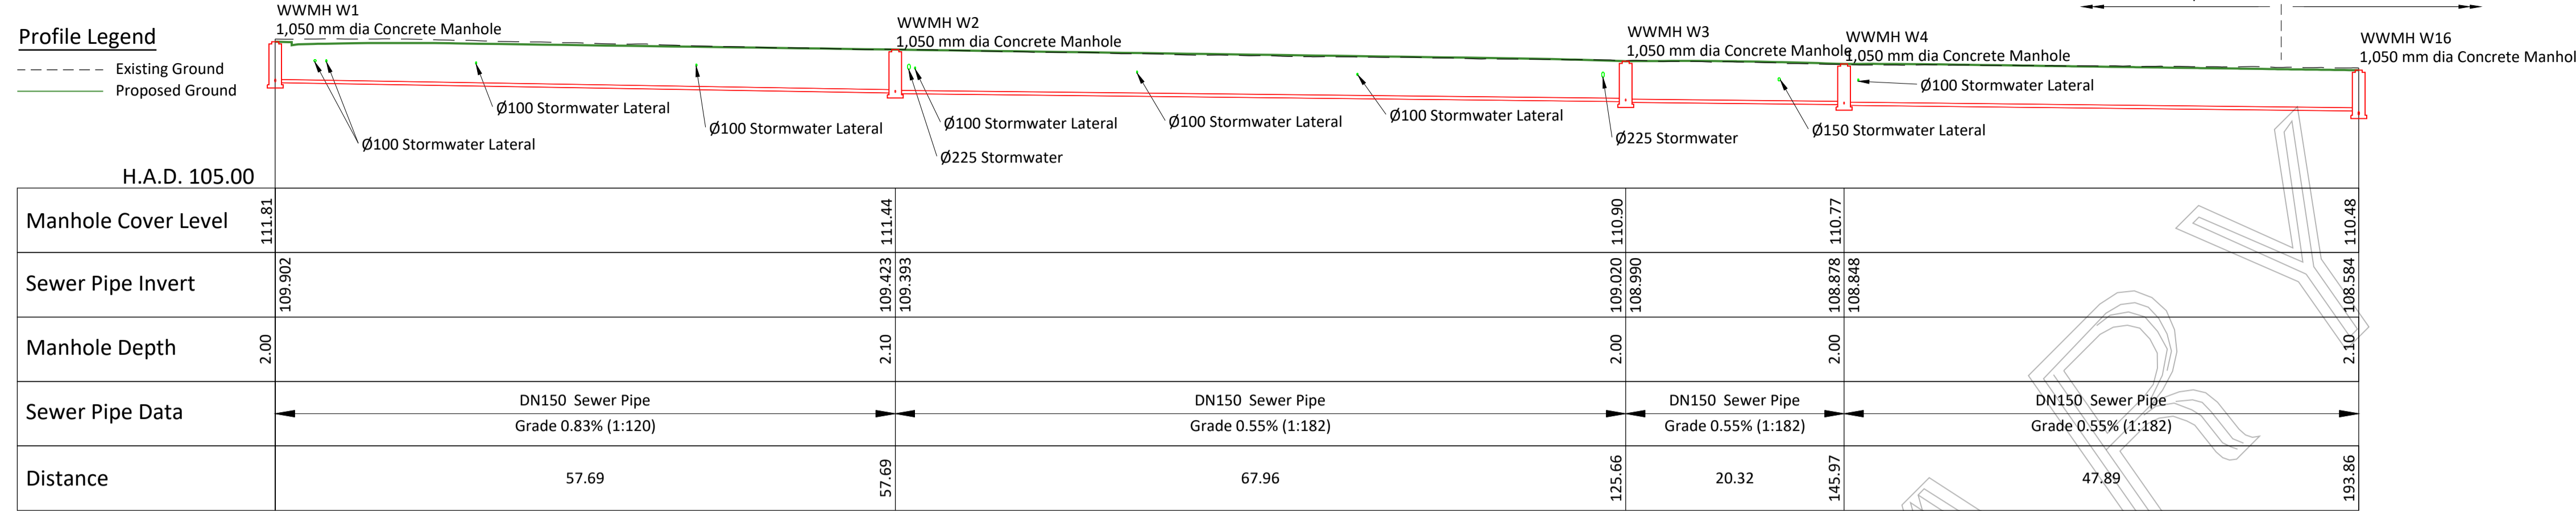 WWMH W1
1,050 mm dia Concrete Manhole
WWMH W2
1,050 mm dia Concrete Manhole
WWMH W3
1,050 mm dia Concrete Manhole
WWMH W4
1,050 mm dia Concrete Manhole
WWMH W16
1,050 mm dia Concrete Manhol
Profile Legend
Existing Ground
Proposed Ground
Ø100 Stormwater Lateral
Ø100 Stormwater Lateral
Ø100 Stormwater Lateral
Ø100 Stormwater Lateral
Ø225 Stormwater
Ø100 Stormwater Lateral
Ø100 Stormwater Lateral
Ø225 Stormwater
Ø150 Stormwater Lateral
Ø100 Stormwater Lateral
H.A.D. 105.00
Manhole Cover Level 111.81 111.44 110.90 110.77 110.48
Sewer Pipe Invert 109.902 109.423 109.393 109.020 108.990 108.878 108.848 108.584
Manhole Depth 2.00 2.10 2.00 2.00 2.10
Sewer Pipe Data
DN150 Sewer Pipe
Grade 0.83% (1:120)
DN150 Sewer Pipe
Grade 0.55% (1:182)
DN150 Sewer Pipe
Grade 0.55% (1:182)
DN150 Sewer Pipe
Grade 0.55% (1:182)
Distance 57.69 57.69 67.96 125.66 20.32 145.97 47.89 193.86
R Y